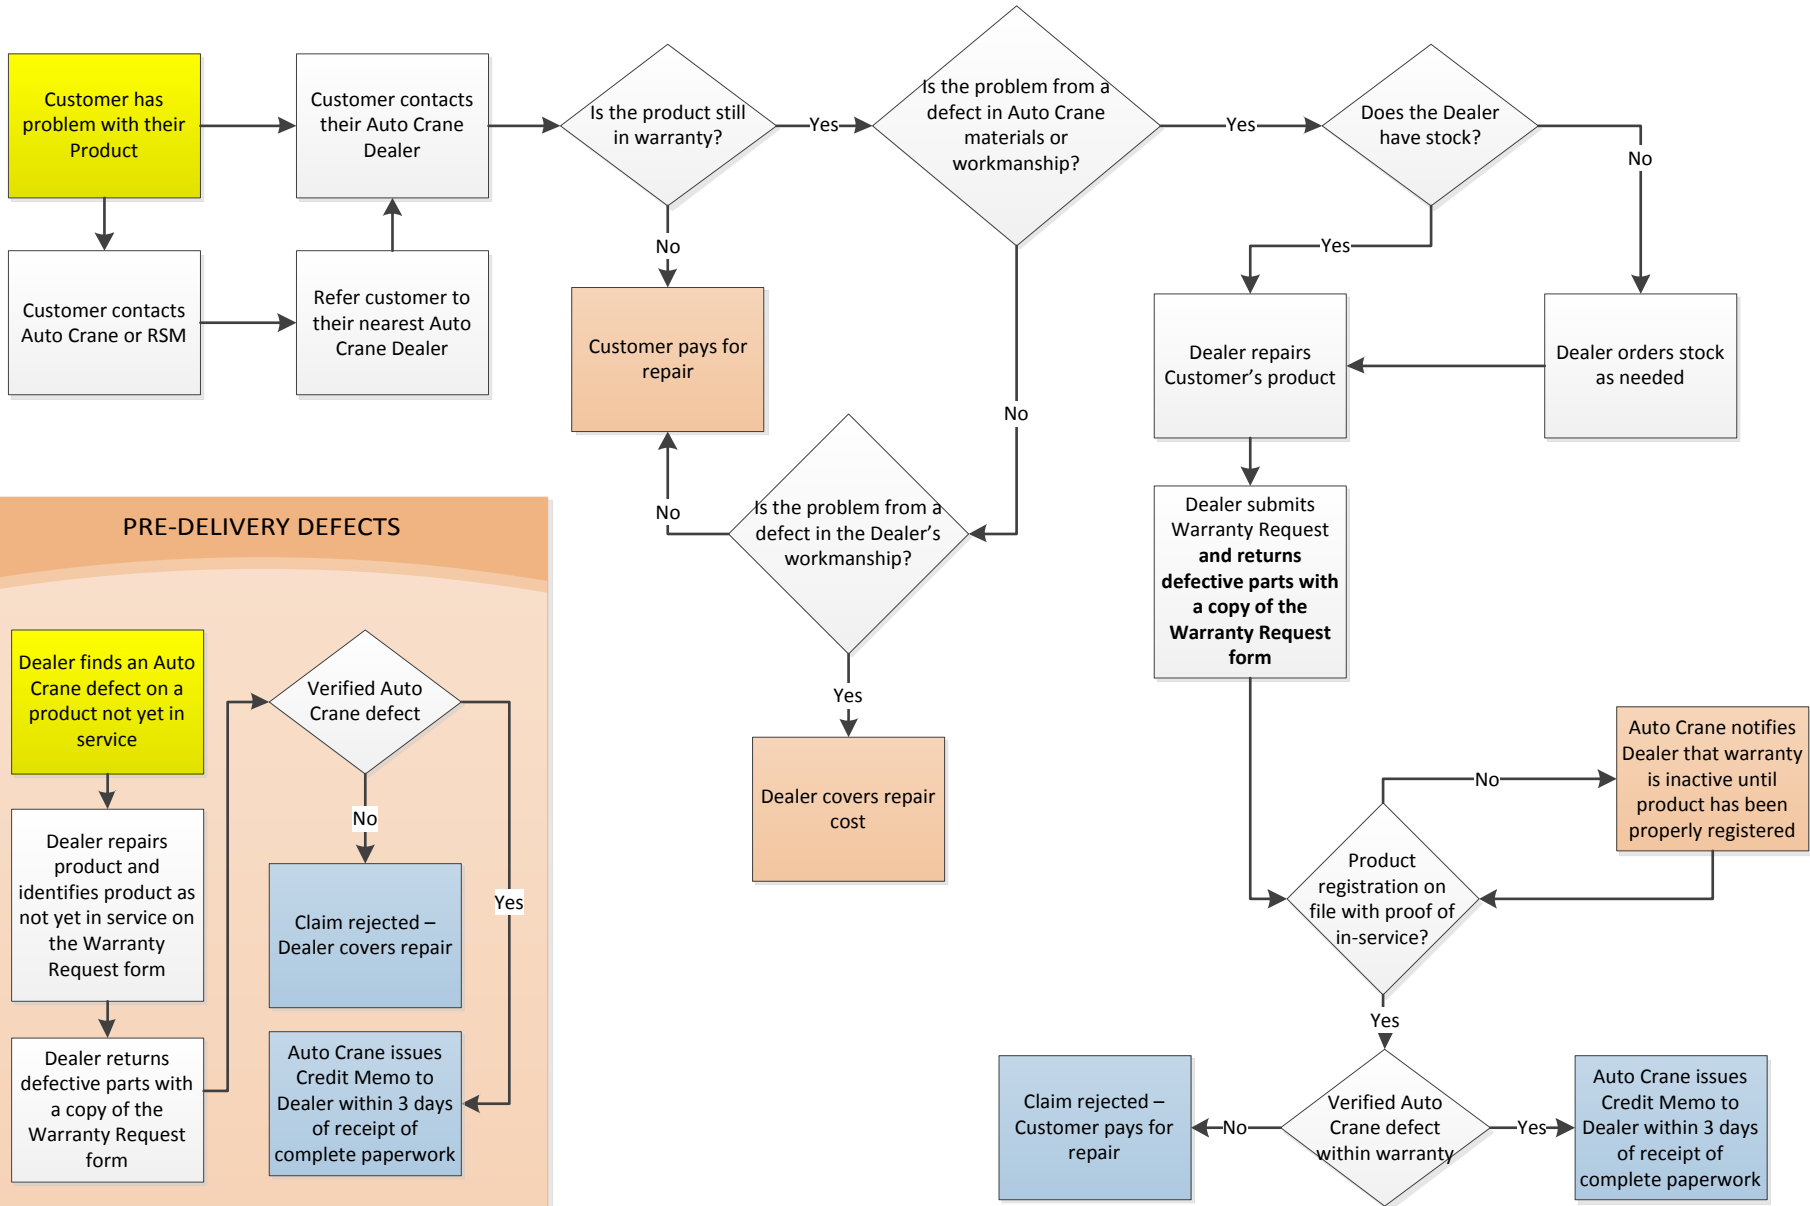 Customer has
problem with their
Product
Customer contacts
their Auto Crane
Dealer
Is the product still
in warranty?
Yes
Is the problem from a
defect in Auto Crane
materials or
workmanship?
Yes
Does the Dealer
have stock?
No
No
Yes
Customer contacts
Auto Crane or RSM
Refer customer to
their nearest Auto
Crane Dealer
Customer pays for
repair
Dealer repairs
Customer’s product
Dealer orders stock
as needed
No
No
Is the problem from a
defect in the Dealer’s
workmanship?
Yes
Dealer covers repair
cost
Dealer submits
Warranty Request
and returns
defective parts with
a copy of the
Warranty Request
form
Auto Crane notifies
Dealer that warranty
is inactive until
product has been
properly registered
No
Product
registration on
file with proof of
in-service?
Yes
Claim rejected –
Customer pays for
repair
No
Verified Auto
Crane defect
within warranty
Yes
Auto Crane issues
Credit Memo to
Dealer within 3 days
of receipt of
complete paperwork
PRE-DELIVERY DEFECTS
Dealer finds an Auto
Crane defect on a
product not yet in
service
Dealer repairs
product and
identifies product as
not yet in service on
the Warranty
Request form
Dealer returns
defective parts with
a copy of the
Warranty Request
form
Verified Auto
Crane defect
No
Yes
Claim rejected –
Dealer covers repair
Auto Crane issues
Credit Memo to
Dealer within 3 days
of receipt of
complete paperwork